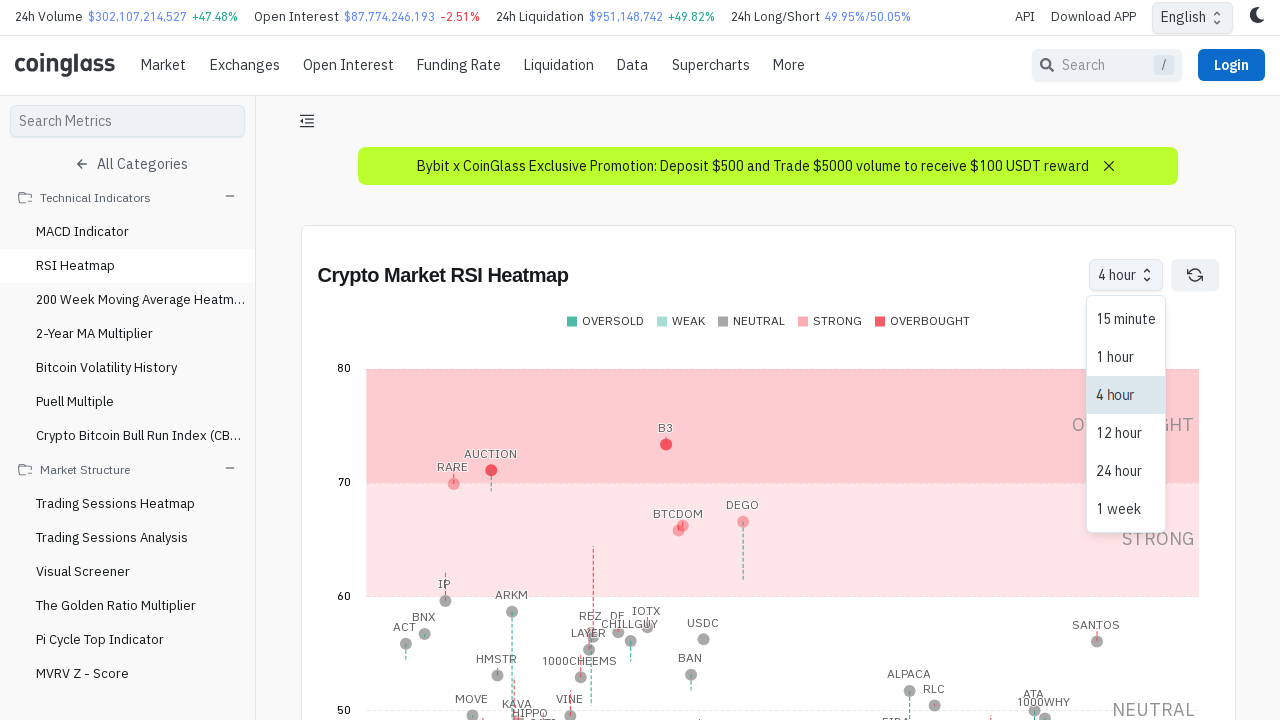 24h Volume $302,107,214,527 +47.48% Open Interest $87,774,246,193 -2.51% 24h Liquidation $951,148,742 +49.82% 24h Long/Short 49.95%/50.05% API Download APP English
coinglass Market Exchanges Open Interest Funding Rate Liquidation Data Supercharts More Search / Login
Search Metrics
All Categories
Technical Indicators
MACD Indicator
RSI Heatmap
200 Week Moving Average Heatm...
2-Year MA Multiplier
Bitcoin Volatility History
Puell Multiple
Crypto Bitcoin Bull Run Index (CB...
Market Structure
Trading Sessions Heatmap
Trading Sessions Analysis
Visual Screener
The Golden Ratio Multiplier
Pi Cycle Top Indicator
MVRV Z - Score
Bybit x CoinGlass Exclusive Promotion: Deposit $500 and Trade $5000 volume to receive $100 USDT reward
Crypto Market RSI Heatmap
4 hour
15 minute
1 hour
4 hour
12 hour
24 hour
1 week
OVERSOLD WEAK NEUTRAL STRONG OVERBOUGHT
80
B3
AUCTION
RARE
70
DEGO
BTCDOM
STRONG
IP
60
ARKM
IOTX
BNX
REZ DF
CHILLGUY
USDC
SANTOS
ACT
LAYER
HMSTR
1000CHEEMS
BAN
ALPACA
RLC
MOVE
VINE
ATA
KAVA
1000WHY
HIPPO
50
NEUTRAL